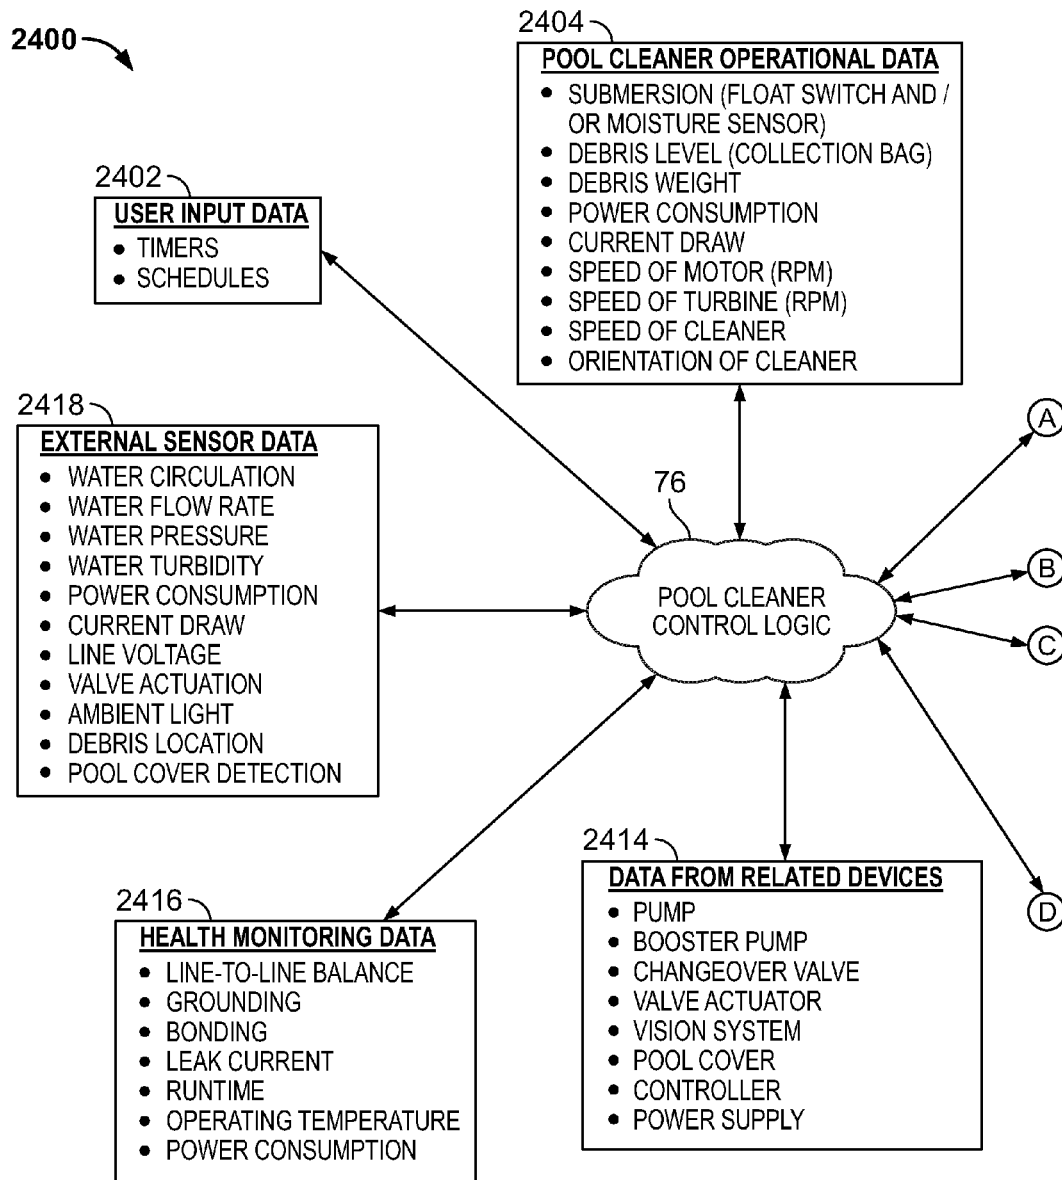 2400
2404
POOL CLEANER OPERATIONAL DATA
• SUBMERSION (FLOAT SWITCH AND /
OR MOISTURE SENSOR)
• DEBRIS LEVEL (COLLECTION BAG)
• DEBRIS WEIGHT
• POWER CONSUMPTION
• CURRENT DRAW
• SPEED OF MOTOR (RPM)
• SPEED OF TURBINE (RPM)
• SPEED OF CLEANER
• ORIENTATION OF CLEANER
2402
USER INPUT DATA
• TIMERS
• SCHEDULES
2418
EXTERNAL SENSOR DATA
• WATER CIRCULATION
• WATER FLOW RATE
• WATER PRESSURE
• WATER TURBIDITY
• POWER CONSUMPTION
• CURRENT DRAW
• LINE VOLTAGE
• VALVE ACTUATION
• AMBIENT LIGHT
• DEBRIS LOCATION
• POOL COVER DETECTION
76
POOL CLEANER
CONTROL LOGIC
A
B
C
D
2416
HEALTH MONITORING DATA
• LINE-TO-LINE BALANCE
• GROUNDING
• BONDING
• LEAK CURRENT
• RUNTIME
• OPERATING TEMPERATURE
• POWER CONSUMPTION
2414
DATA FROM RELATED DEVICES
• PUMP
• BOOSTER PUMP
• CHANGEOVER VALVE
• VALVE ACTUATOR
• VISION SYSTEM
• POOL COVER
• CONTROLLER
• POWER SUPPLY